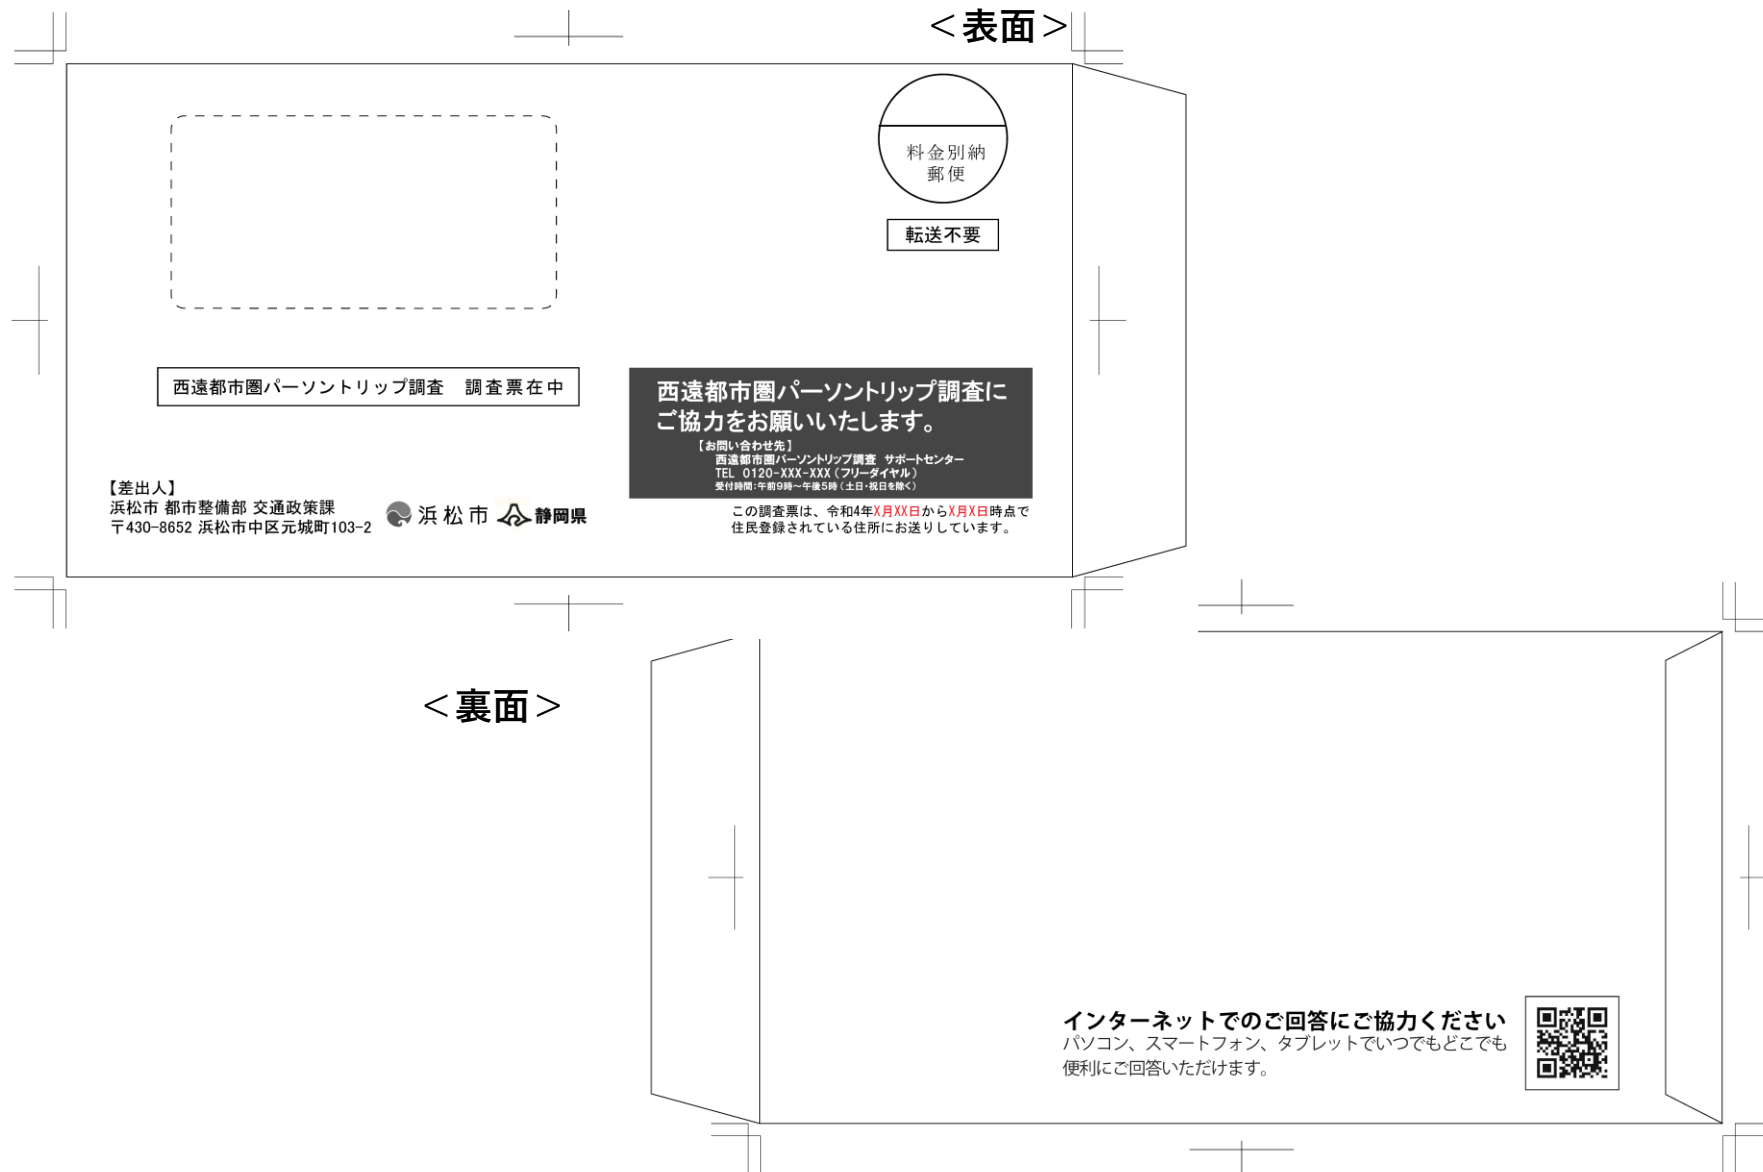 ＜表面＞
料金別納
郵便
転送不要
西遠都市圏パーソントリップ調査　調査票在中
西遠都市圏パーソントリップ調査に
ご協力をお願いいたします。
【お問い合わせ先】
西遠都市圏パーソントリップ調査 サポートセンター
TEL 0120-XXX-XXX（フリーダイヤル）
受付時間：午前9時～午後5時（土日・祝日を除く）
【差出人】
浜松市 都市整備部 交通政策課
〒430-8652 浜松市中区元城町103-2
浜松市 静岡県
この調査票は、令和4年X月XX日からX月X日時点で
住民登録されている住所にお送りしています。
＜裏面＞
インターネットでのご回答にご協力ください
パソコン、スマートフォン、タブレットでいつでもどこでも
便利にご回答いただけます。